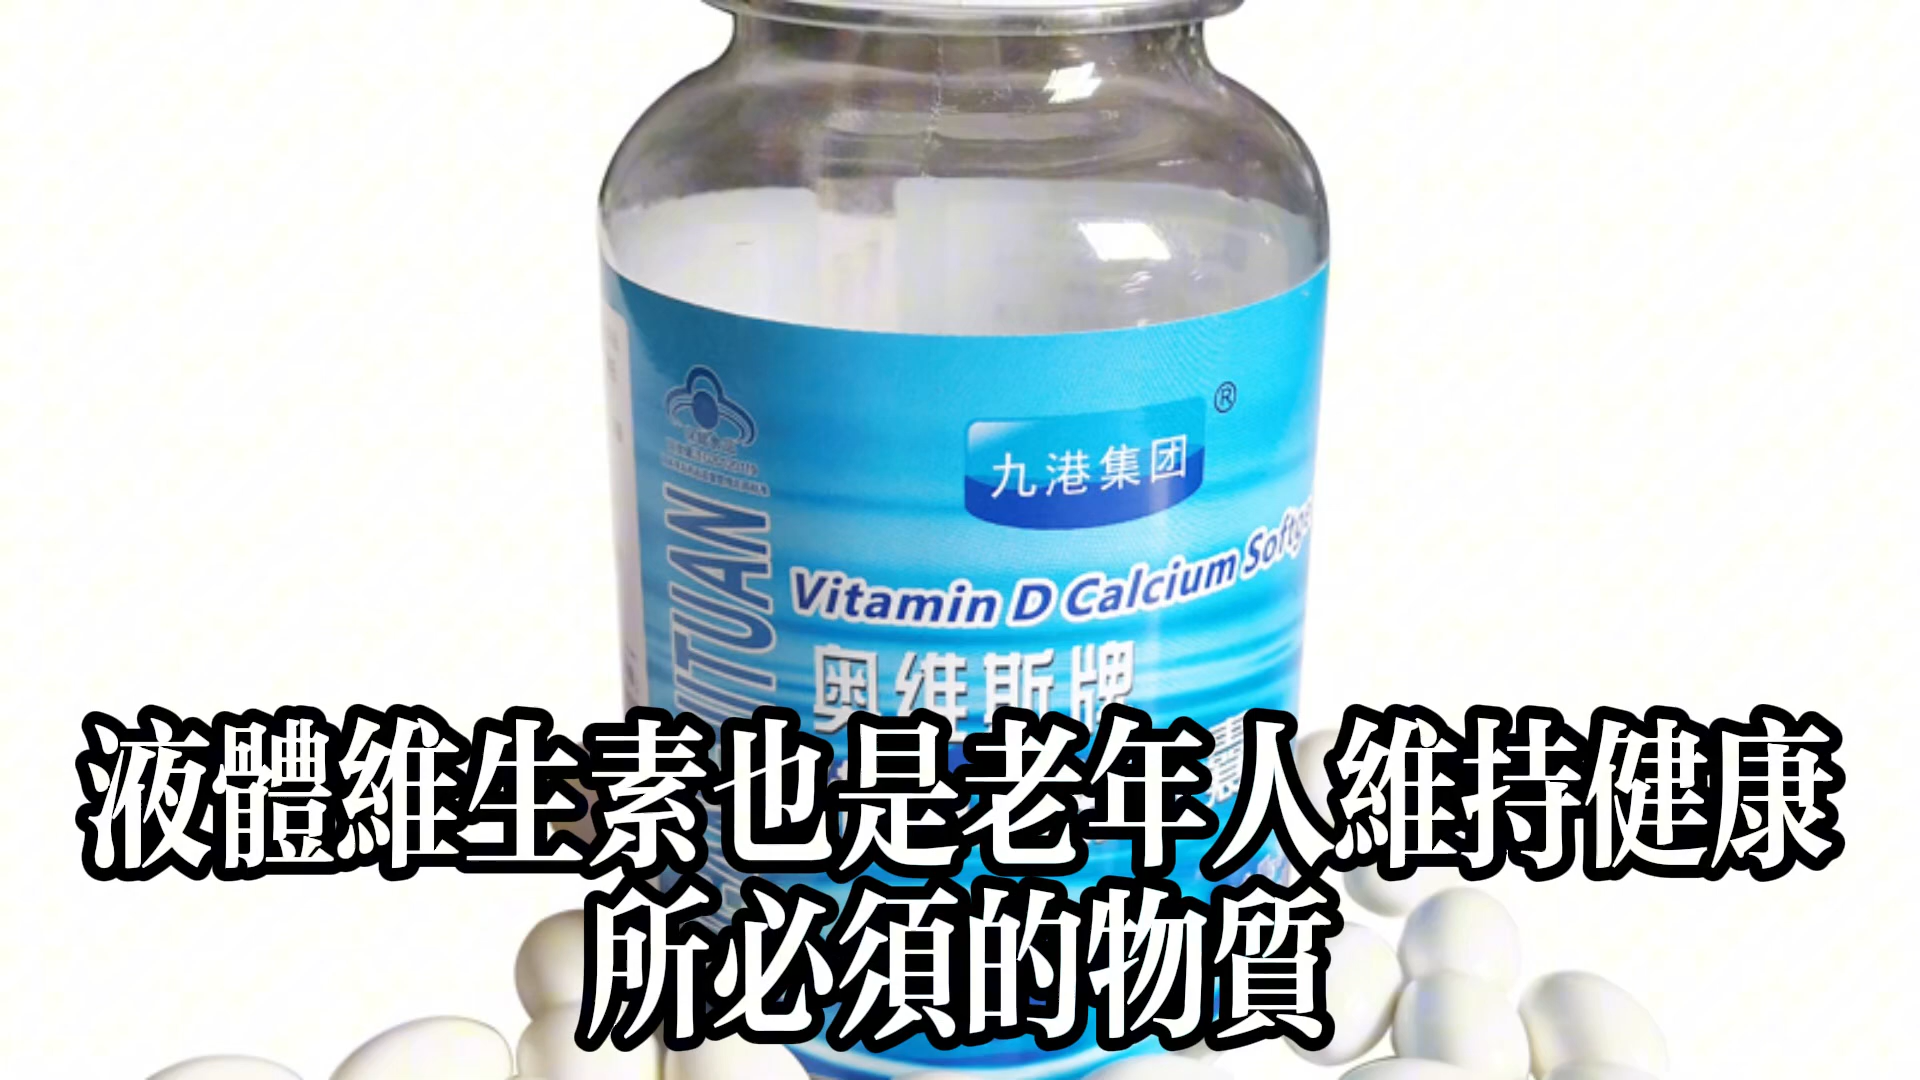 九港集团
®
Vitamin D Calcium Softge
奥维斯牌
液體維生素也是老年人維持健康
所必須的物質